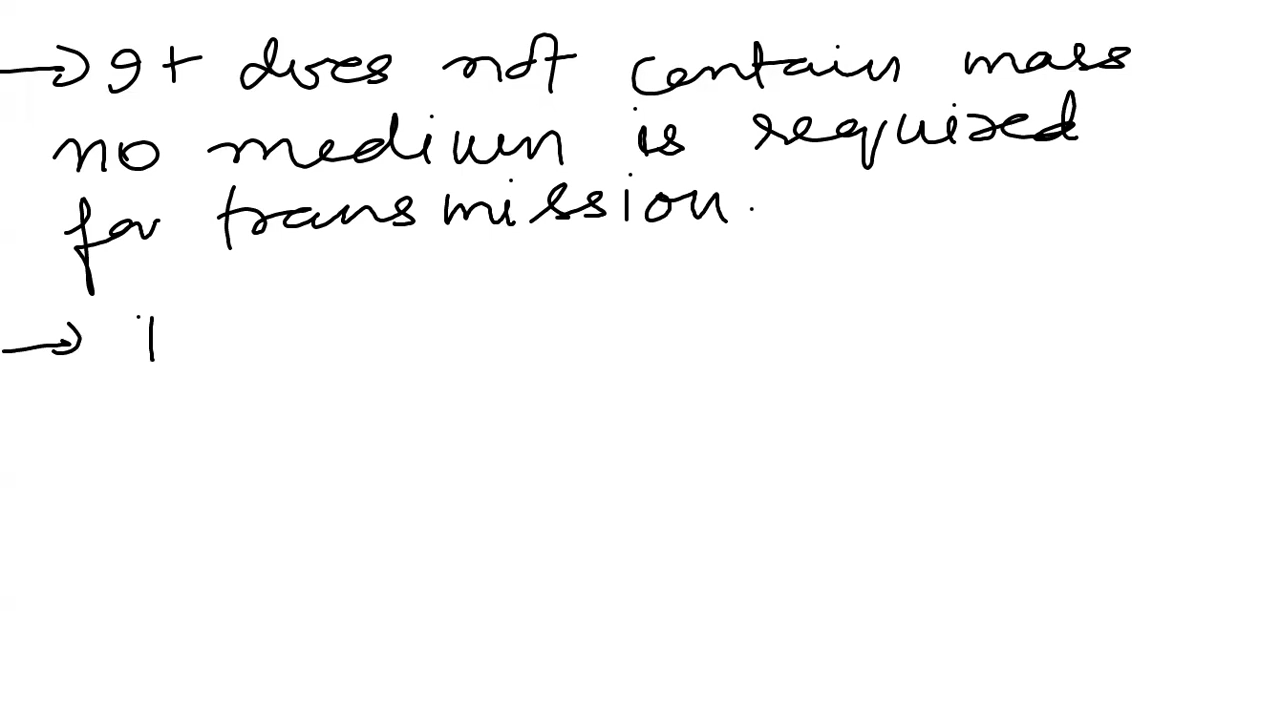 → It does not contain mass
no medium is required
for transmission.
→ i